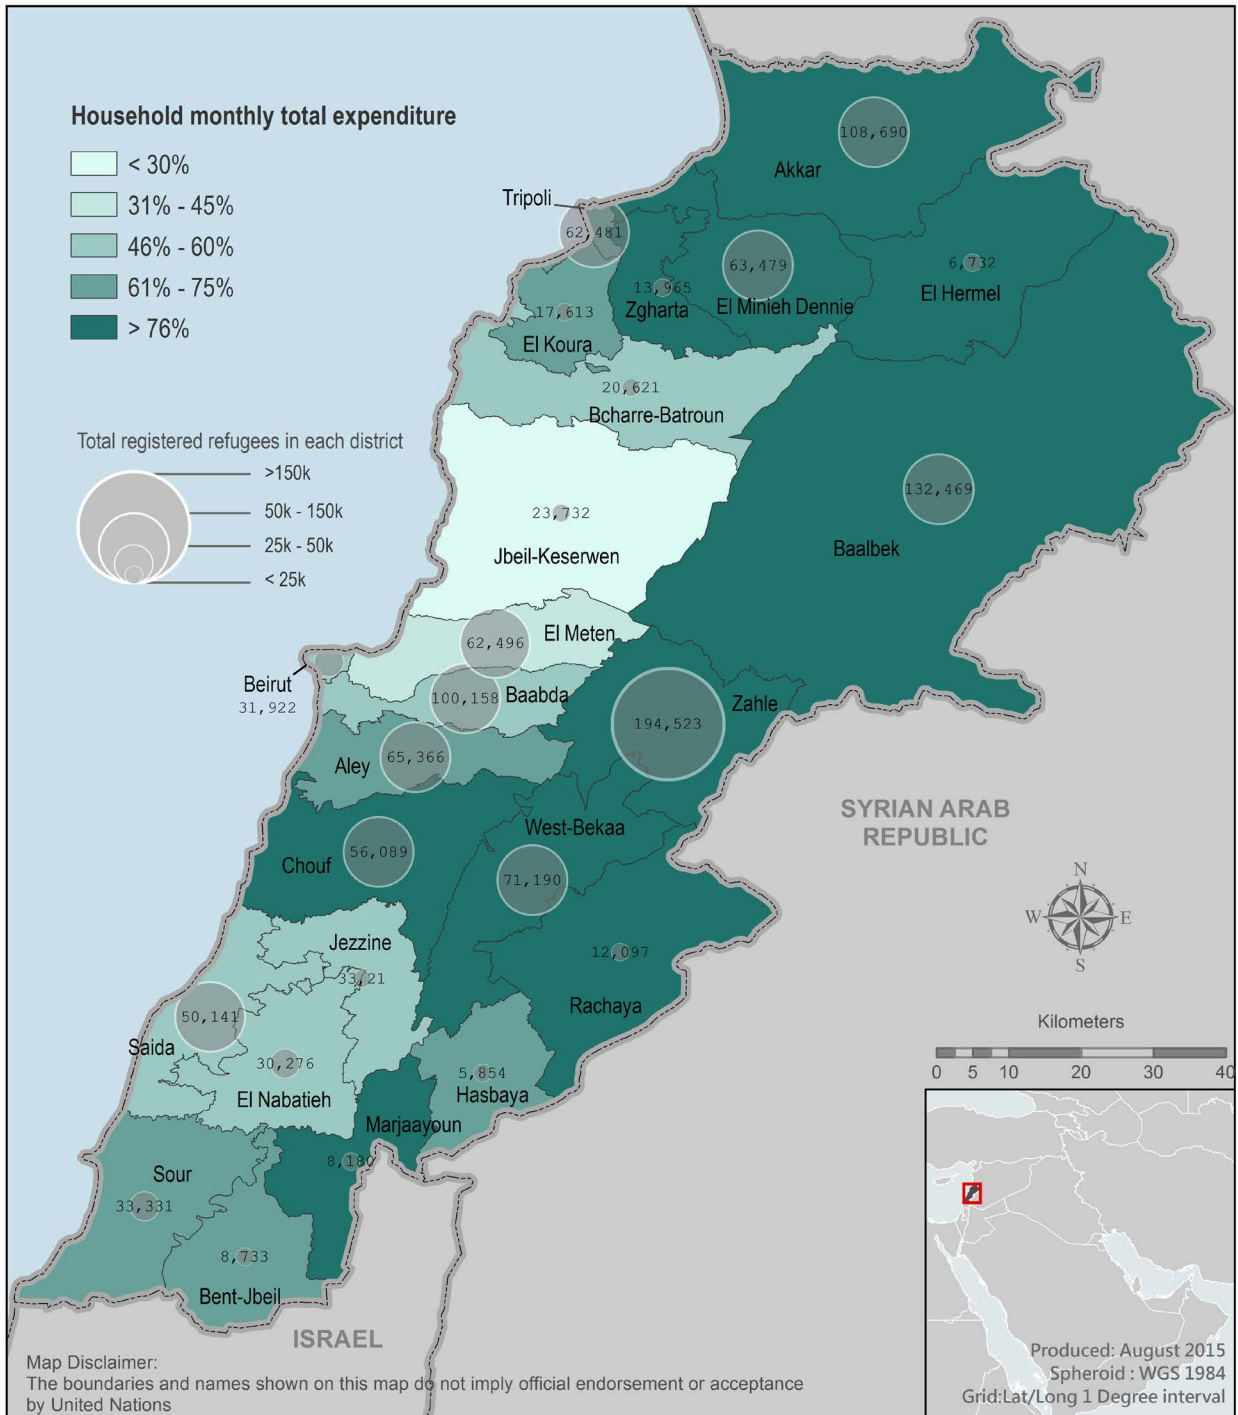 Household monthly total expenditure
< 30%
31% - 45%
46% - 60%
61% - 75%
> 76%
Total registered refugees in each district
>150k
50k - 150k
25k - 50k
< 25k
108,690
Akkar
Tripoli
62,481
63,479
El Minieh Dennie
6,732
El Hermel
13,965
Zgharta
17,613
El Koura
20,621
Bcharre-Batroun
132,469
Baalbek
23,732
Jbeil-Keserwen
62,496
El Meten
Beirut
31,922
100,158
Baabda
194,523
Zahle
65,366
Aley
West-Bekaa
71,190
56,089
Chouf
SYRIAN ARAB
REPUBLIC
N
W
E
S
Jezzine
33,21
12,097
Rachaya
50,141
Saida
30,276
El Nabatieh
5,854
Hasbaya
Marjaayoun
8,180
Sour
33,331
8,733
Bent-Jbeil
ISRAEL
Kilometers
0 5 10 20 30 40
Map Disclaimer:
The boundaries and names shown on this map do not imply official endorsement or acceptance
by United Nations
Produced: August 2015
Spheroid : WGS 1984
Grid:Lat/Long 1 Degree interval